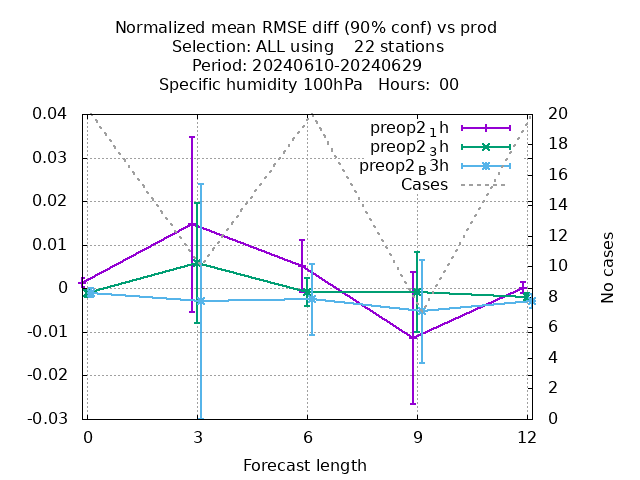 Normalized mean RMSE diff (90% conf) vs prod
Selection: ALL using    22 stations
Period: 20240610-20240629
Specific humidity 100hPa   Hours:  00
preop2 1h
preop2 3h
preop2 B3h
Cases
0.04
0.03
0.02
0.01
0
-0.01
-0.02
-0.03
20
18
16
14
12
10
8
6
4
2
0
No cases
0 3 6 9 12
Forecast length